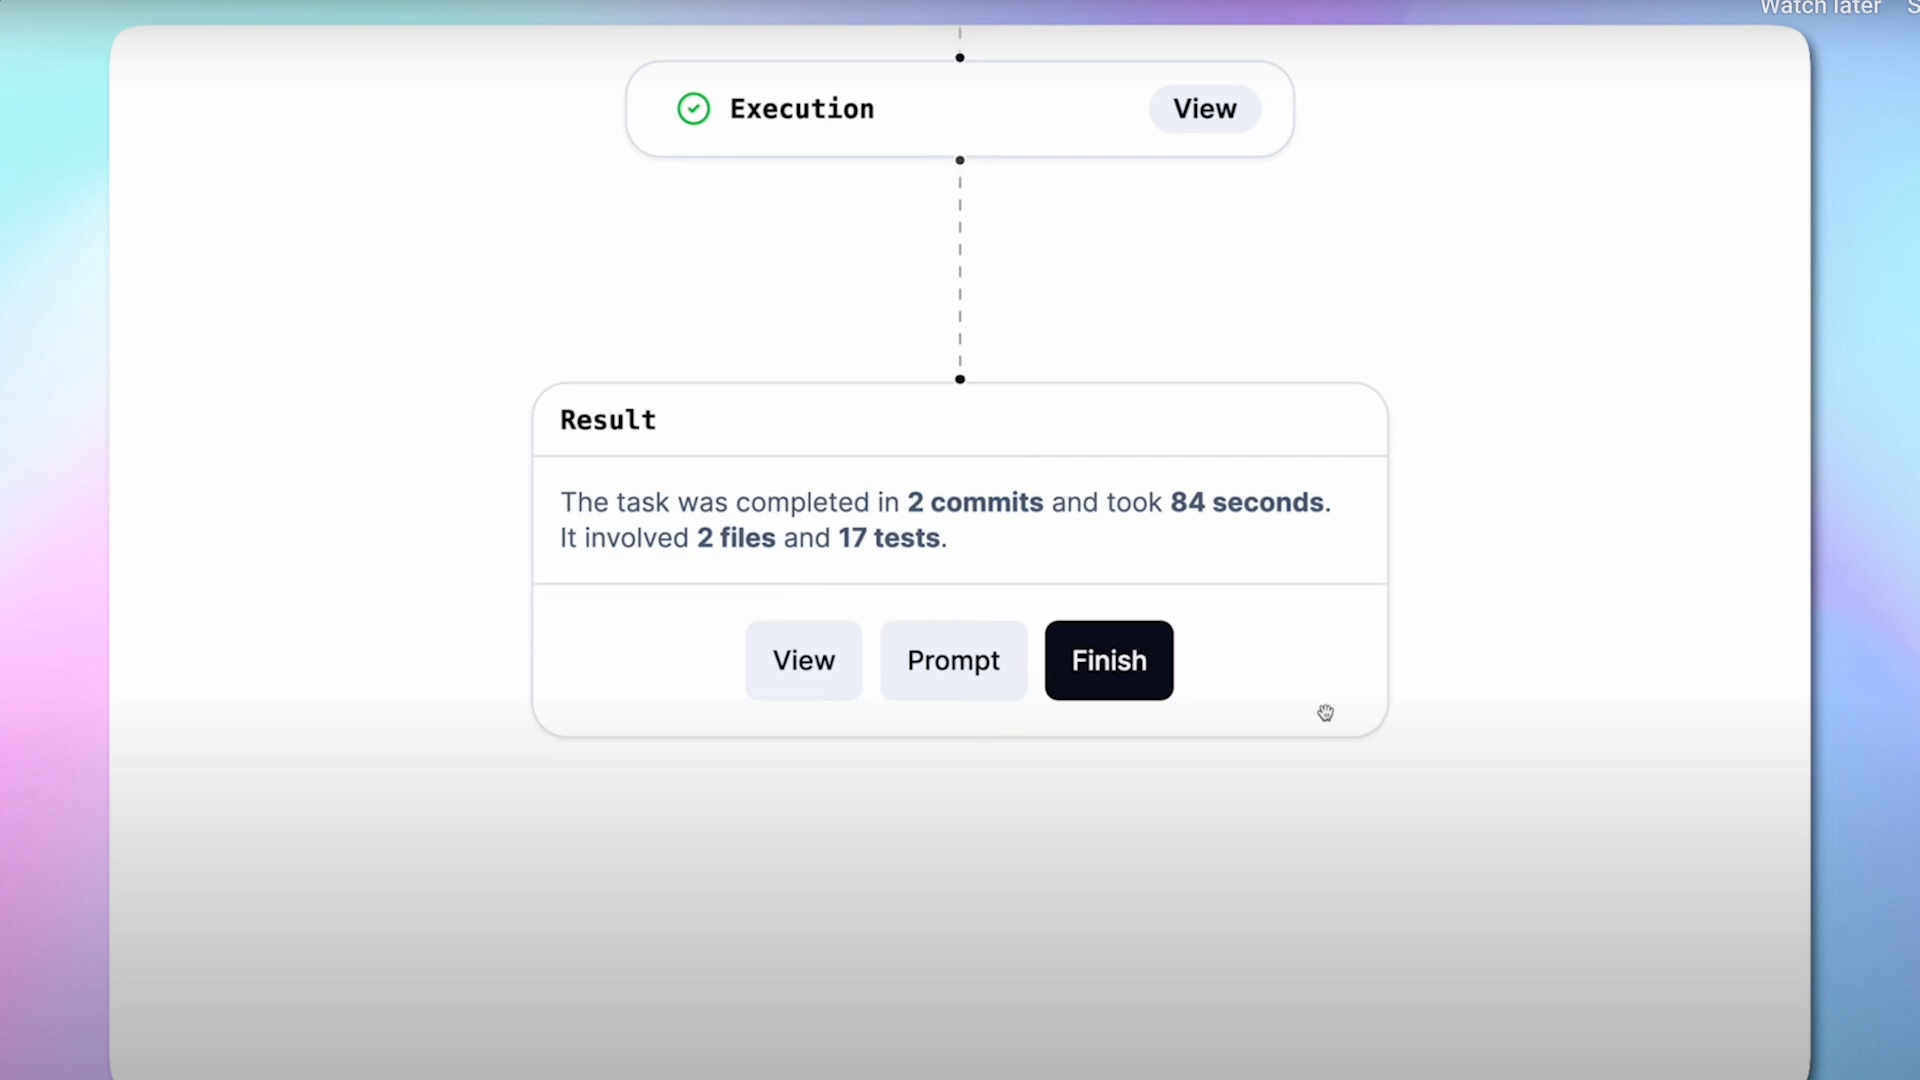 Watch later
Execution
View
Result
The task was completed in 2 commits and took 84 seconds.
It involved 2 files and 17 tests.
View
Prompt
Finish